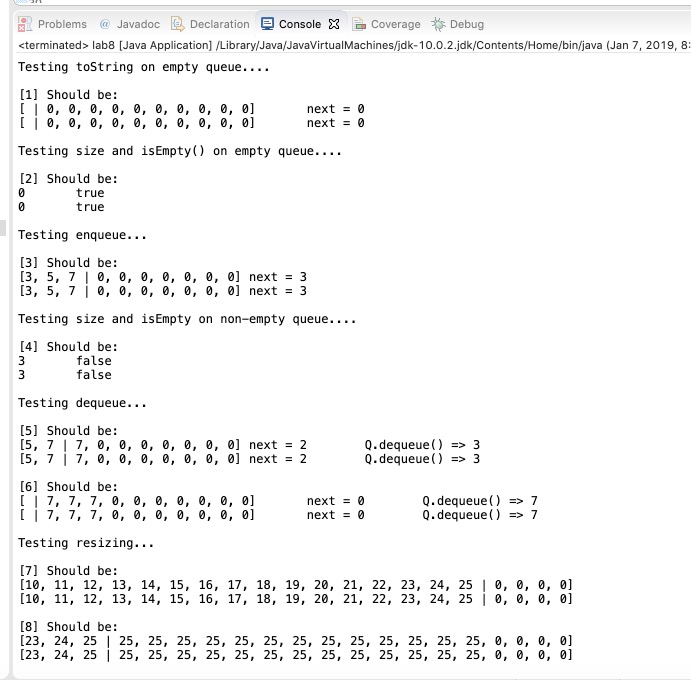 Problems @ Javadoc Declaration Console Coverage Debug
<terminated> lab8 [Java Application] /Library/Java/JavaVirtualMachines/jdk-10.0.2.jdk/Contents/Home/bin/java (Jan 7, 2019, 8:
Testing toString on empty queue....
[1] Should be:
[ | 0, 0, 0, 0, 0, 0, 0, 0, 0, 0] next = 0
[ | 0, 0, 0, 0, 0, 0, 0, 0, 0, 0] next = 0
Testing size and isEmpty() on empty queue....
[2] Should be:
0 true
0 true
Testing enqueue...
[3] Should be:
[3, 5, 7 | 0, 0, 0, 0, 0, 0, 0] next = 3
[3, 5, 7 | 0, 0, 0, 0, 0, 0, 0] next = 3
Testing size and isEmpty on non-empty queue....
[4] Should be:
3 false
3 false
Testing dequeue...
[5] Should be:
[5, 7 | 7, 0, 0, 0, 0, 0, 0, 0] next = 2 Q.dequeue() => 3
[5, 7 | 7, 0, 0, 0, 0, 0, 0, 0] next = 2 Q.dequeue() => 3
[6] Should be:
[ | 7, 7, 7, 0, 0, 0, 0, 0, 0, 0] next = 0 Q.dequeue() => 7
[ | 7, 7, 7, 0, 0, 0, 0, 0, 0, 0] next = 0 Q.dequeue() => 7
Testing resizing...
[7] Should be:
[10, 11, 12, 13, 14, 15, 16, 17, 18, 19, 20, 21, 22, 23, 24, 25 | 0, 0, 0, 0]
[10, 11, 12, 13, 14, 15, 16, 17, 18, 19, 20, 21, 22, 23, 24, 25 | 0, 0, 0, 0]
[8] Should be:
[23, 24, 25 | 25, 25, 25, 25, 25, 25, 25, 25, 25, 25, 25, 25, 25, 0, 0, 0, 0]
[23, 24, 25 | 25, 25, 25, 25, 25, 25, 25, 25, 25, 25, 25, 25, 25, 0, 0, 0, 0]